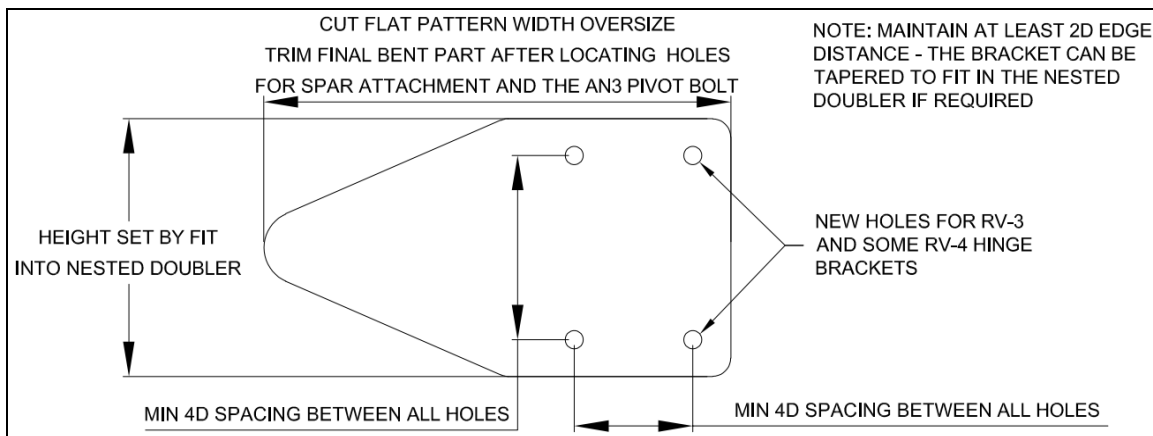 CUT FLAT PATTERN WIDTH OVERSIZE
TRIM FINAL BENT PART AFTER LOCATING HOLES
FOR SPAR ATTACHMENT AND THE AN3 PIVOT BOLT
NOTE: MAINTAIN AT LEAST 2D EDGE
DISTANCE - THE BRACKET CAN BE
TAPERED TO FIT IN THE NESTED
DOUBLER IF REQUIRED
HEIGHT SET BY FIT
INTO NESTED DOUBLER
NEW HOLES FOR RV-3
AND SOME RV-4 HINGE
BRACKETS
MIN 4D SPACING BETWEEN ALL HOLES
MIN 4D SPACING BETWEEN ALL HOLES